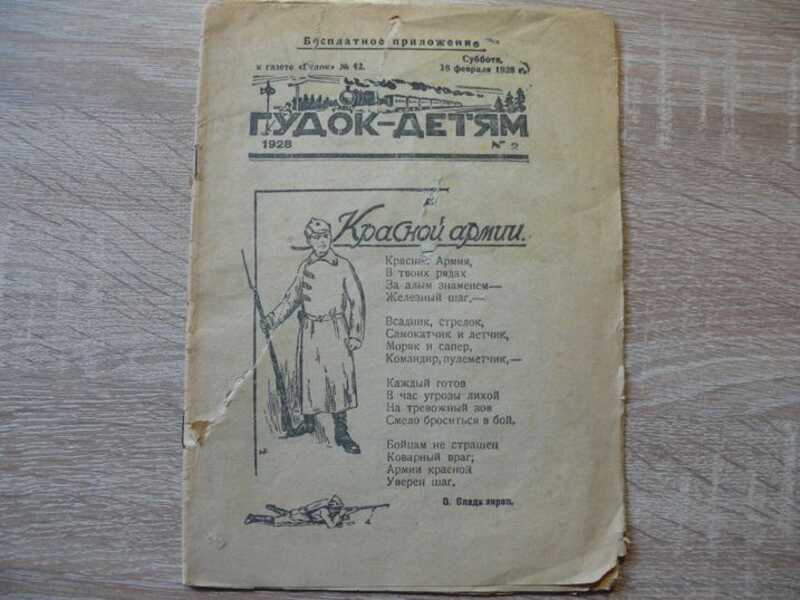 Бесплатное приложение
к газете «Гудок» № 42.
Суббота,
18 февраля 1928 г.
ГУДОК-ДЕТЯМ
1928
№ 2
Красной армии.
Красная Армия,
В твоих рядах
За алым знаменем—
Железный шаг,—
Всадник, стрелок,
Самокатчик и летчик,
Моряк и сапер,
Командир, пулеметчик,—
Каждый готов
В час угрозы лихой
На тревожный зов
Смело броситься в бой.
Бойцам не страшен
Коварный враг;
Армии красной
Уверен шаг.